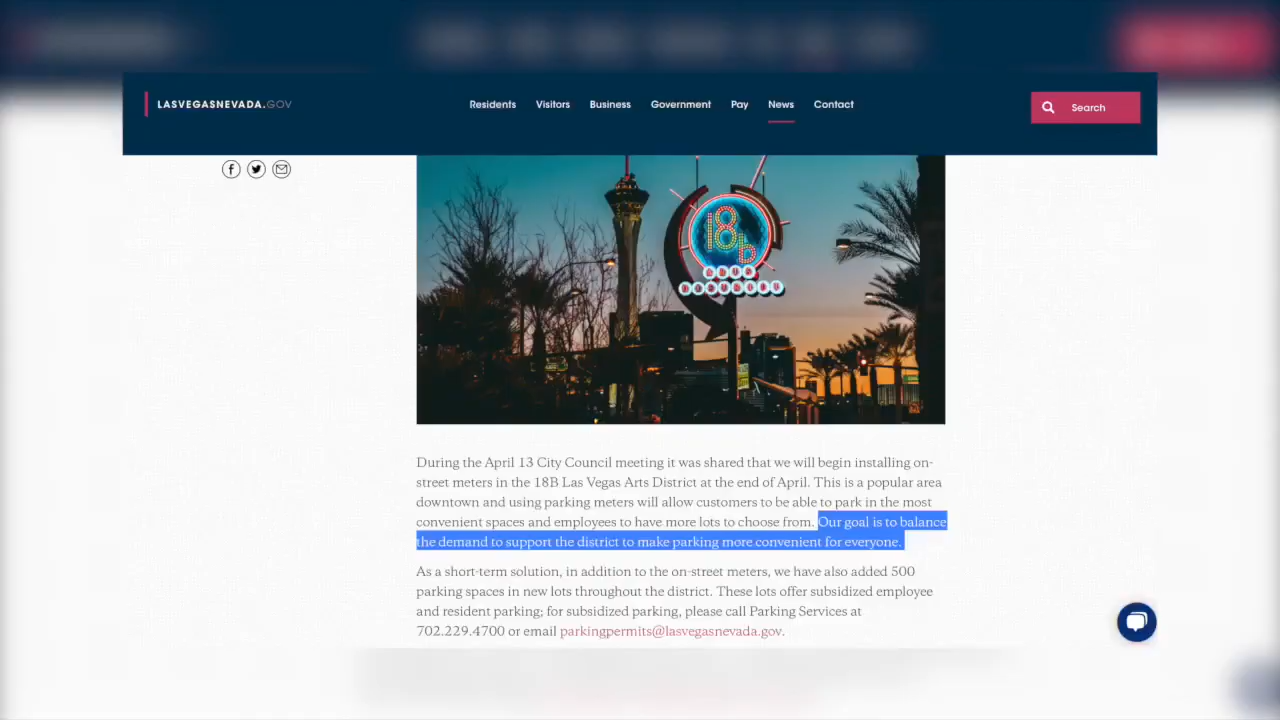 LASVEGASNEVADA.GOV
Residents Visitors Business Government Pay News Contact
Search
18b
During the April 13 City Council meeting it was shared that we will begin installing on-
street meters in the 18B Las Vegas Arts District at the end of April. This is a popular area
downtown and using parking meters will allow customers to be able to park in the most
convenient spaces and employees to have more lots to choose from. Our goal is to balance
the demand to support the district to make parking more convenient for everyone.
As a short-term solution, in addition to the on-street meters, we have also added 500
parking spaces in new lots throughout the district. These lots offer subsidized employee
and resident parking; for subsidized parking, please call Parking Services at
702.229.4700 or email parkingpermits@lasvegasnevada.gov.